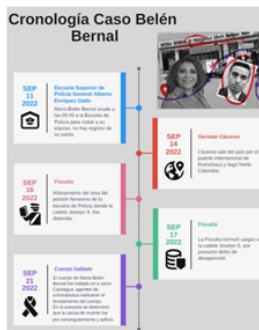 Cronología Caso Belén
Bernal
SEP
11
2022
Escuela Superior de
Policía General Alberto
Enríquez Gallo
María Belén Bernal acude a
las 00:45 a la Escuela de
Policía para visitar a su
esposo, no hay registro de
su salida
SEP
14
2022
Germán Cáceres
Cáceres sale del país por el
puente internacional de
Rumichaca y llegó frente
Colombia.
SEP
16
2022
Fiscalía
Allanamiento del área del
pelotón femenino de la
escuela de Policía donde la
cadete Joselyn S. fue
detenida.
SEP
17
2022
Fiscalía
La Fiscalía formuló cargos a
la cadete Joselyn S. por
presunto delito de
desaparición
SEP
21
2022
Cuerpo hallado
El cuerpo de María Belén
Bernal fue hallado en el cerro
Casitagua, agentes de
criminalística realizaron el
levantamiento del cuerpo.
En la autopsia se determinó
que la causa de muerte fue
por estrangulamiento y asfixia